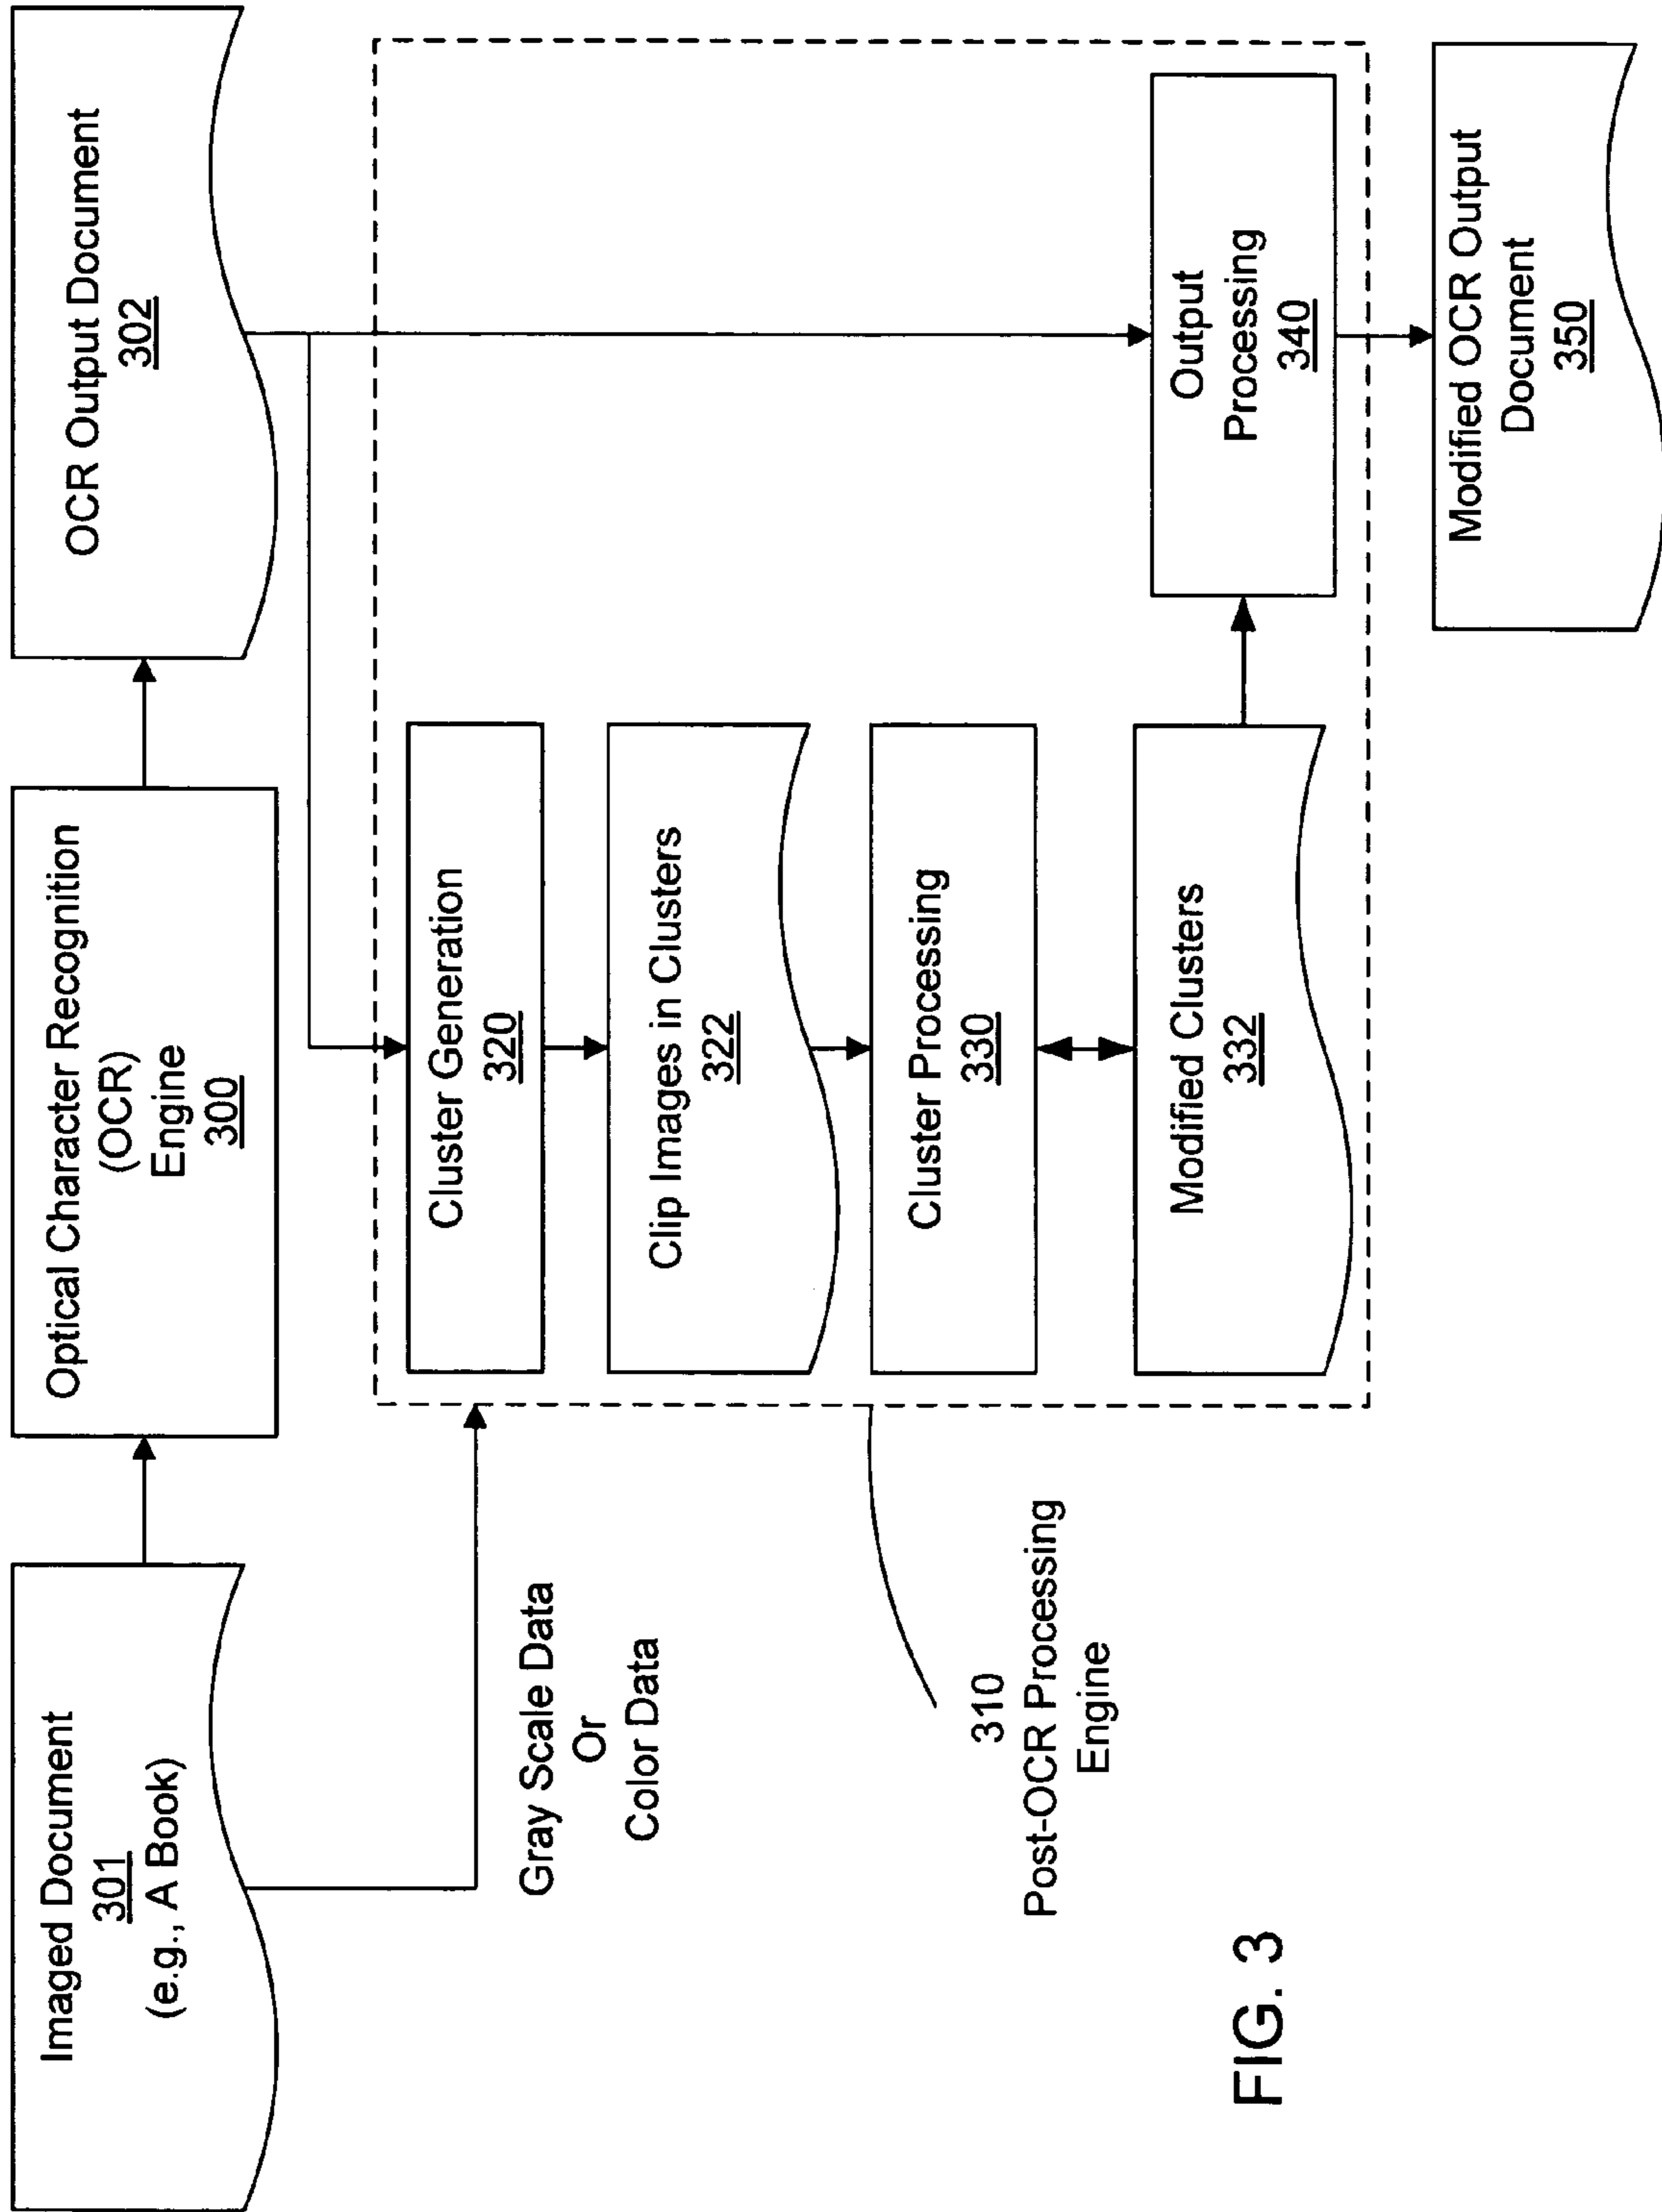 Imaged Document
301
(e.g., A Book)
Optical Character Recognition
(OCR)
Engine
300
OCR Output Document
302
Gray Scale Data
Or
Color Data
310
Post-OCR Processing
Engine
Cluster Generation
320
Clip Images in Clusters
322
Cluster Processing
330
Modified Clusters
332
Output
Processing
340
Modified OCR Output
Document
350
FIG. 3